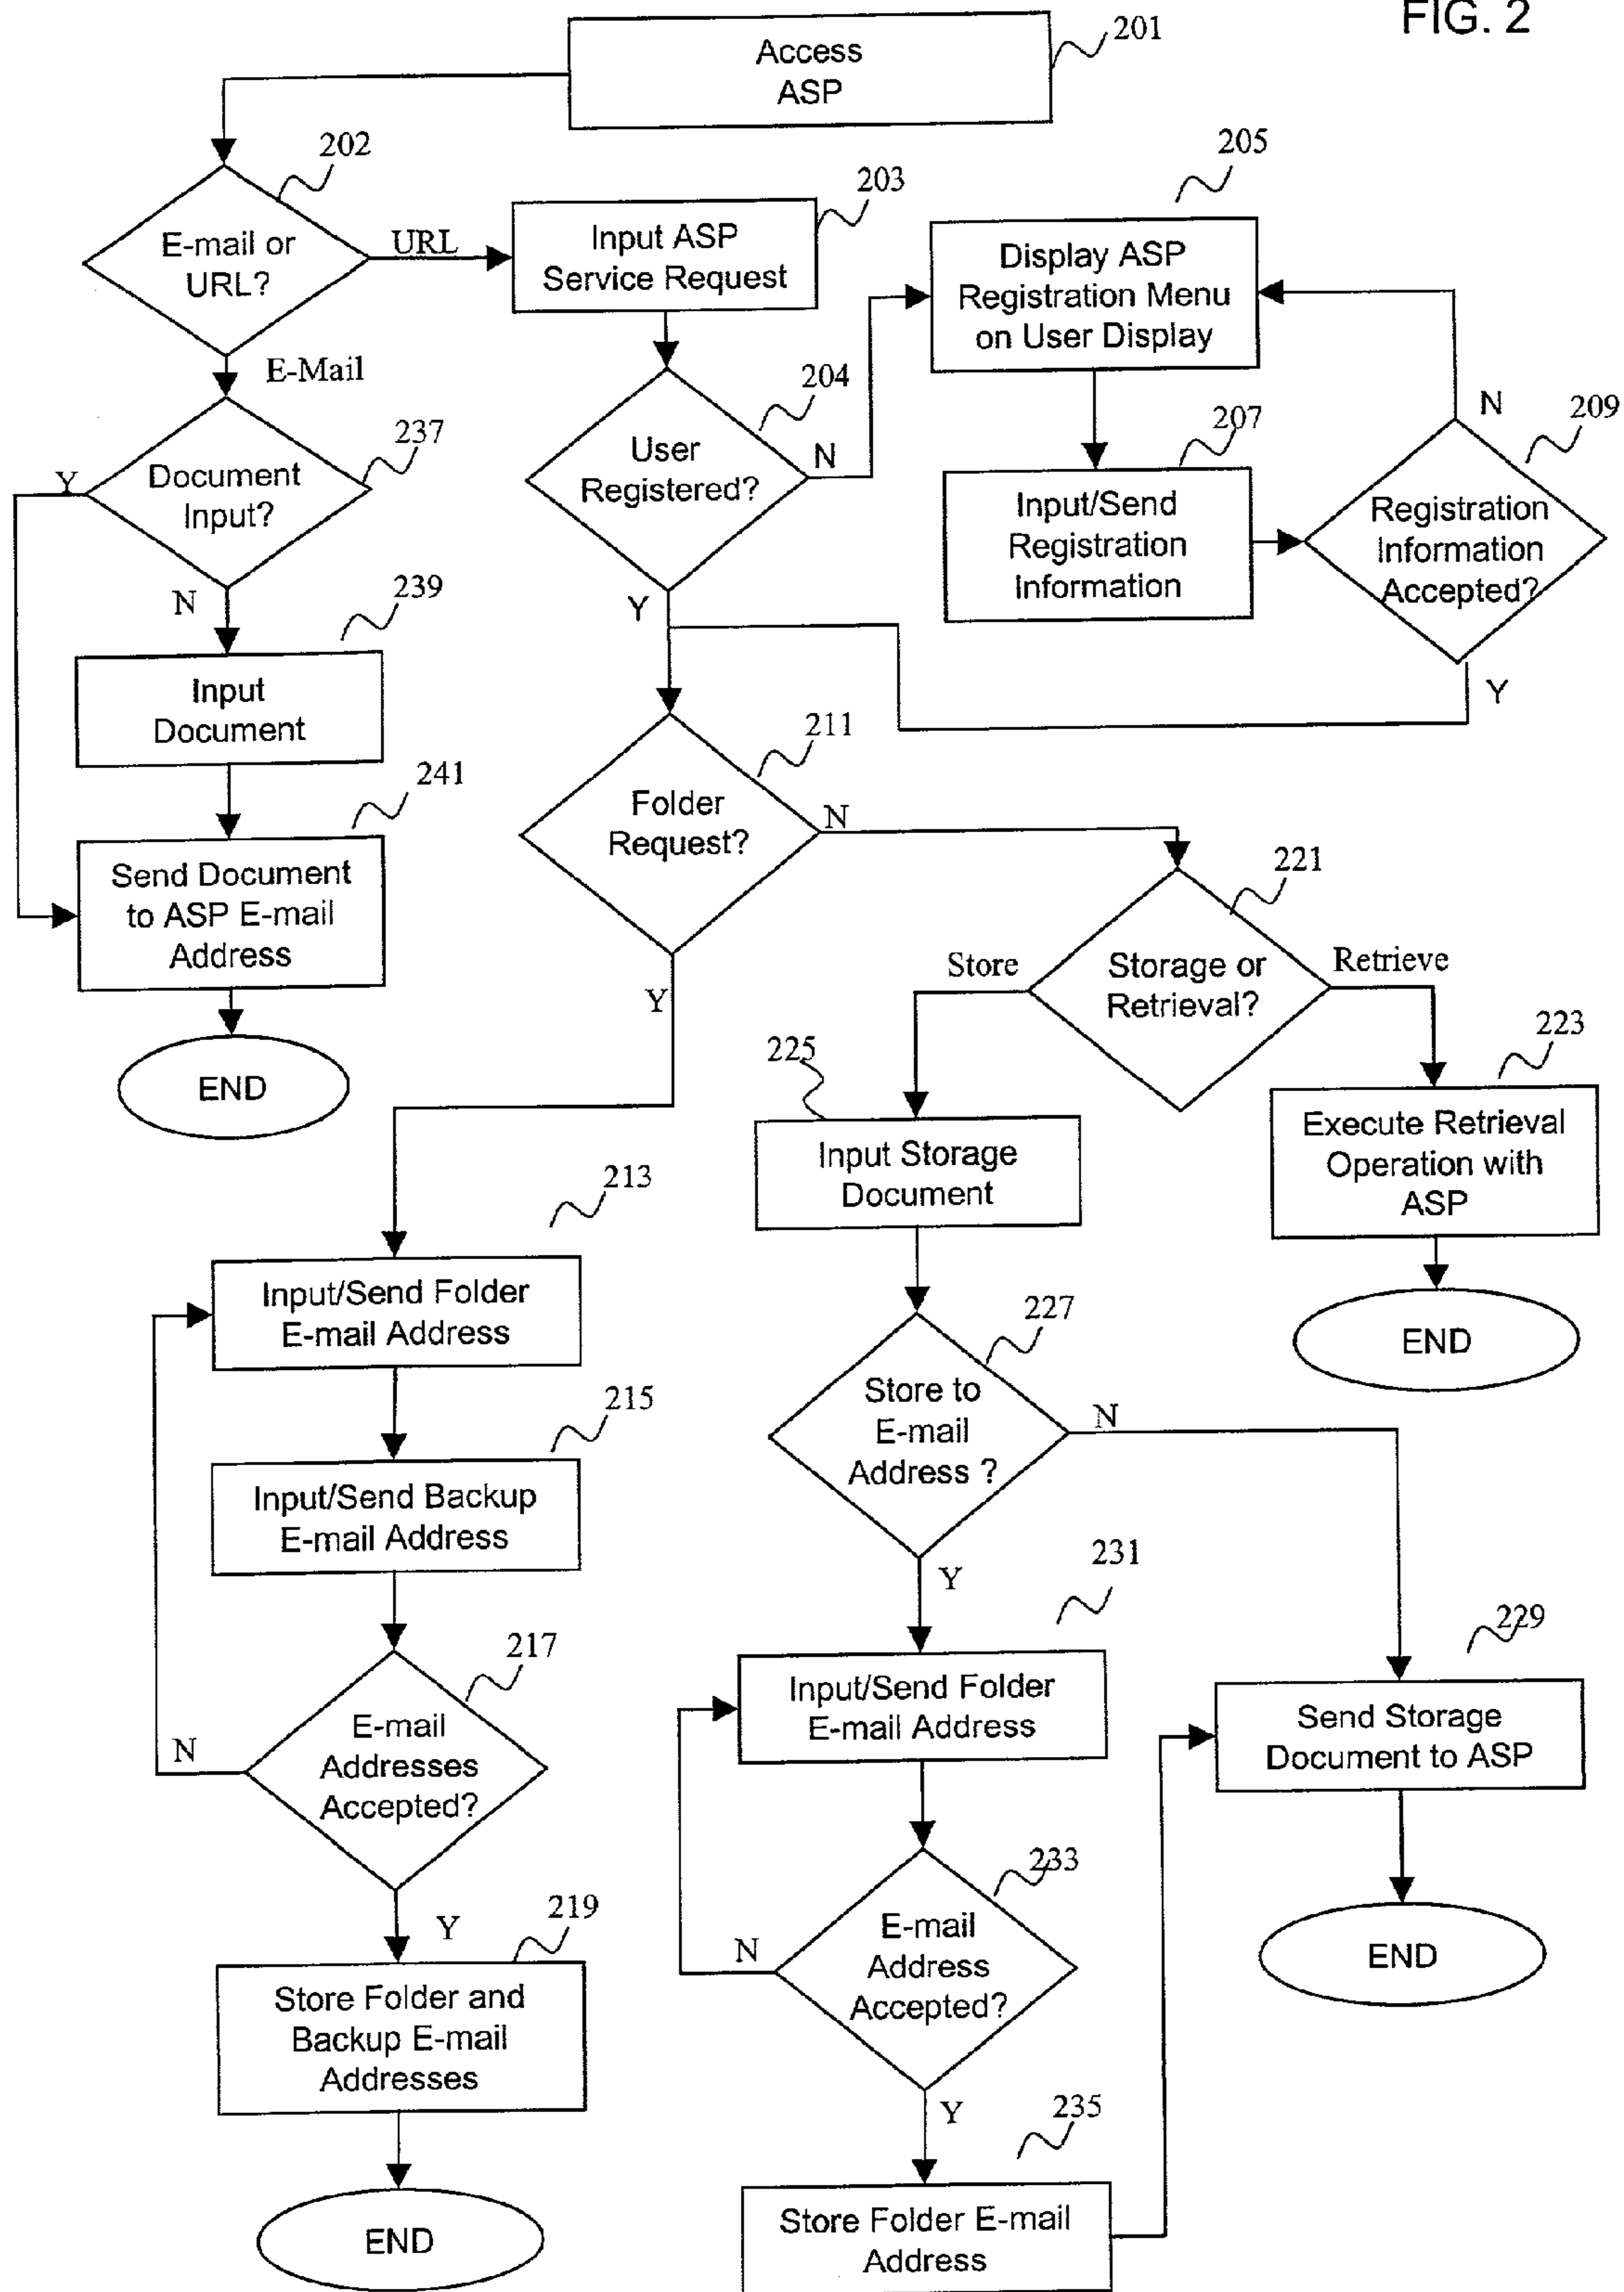 FIG. 2
Access
ASP
201
202
E-mail or
URL?
URL
E-Mail
203
Input ASP
Service Request
205
Display ASP
Registration Menu
on User Display
204
User
Registered?
N
Y
207
Input/Send
Registration
Information
209
Registration
Information
Accepted?
N
Y
237
Document
Input?
Y
N
239
Input
Document
241
Send Document
to ASP E-mail
Address
END
211
Folder
Request?
N
Y
221
Storage or
Retrieval?
Store
Retrieve
223
Execute Retrieval
Operation with
ASP
END
225
Input Storage
Document
213
Input/Send Folder
E-mail Address
215
Input/Send Backup
E-mail Address
217
E-mail
Addresses
Accepted?
N
Y
219
Store Folder and
Backup E-mail
Addresses
END
227
Store to
E-mail
Address ?
N
Y
231
Input/Send Folder
E-mail Address
229
Send Storage
Document to ASP
END
233
E-mail
Address
Accepted?
N
Y
235
Store Folder E-mail
Address